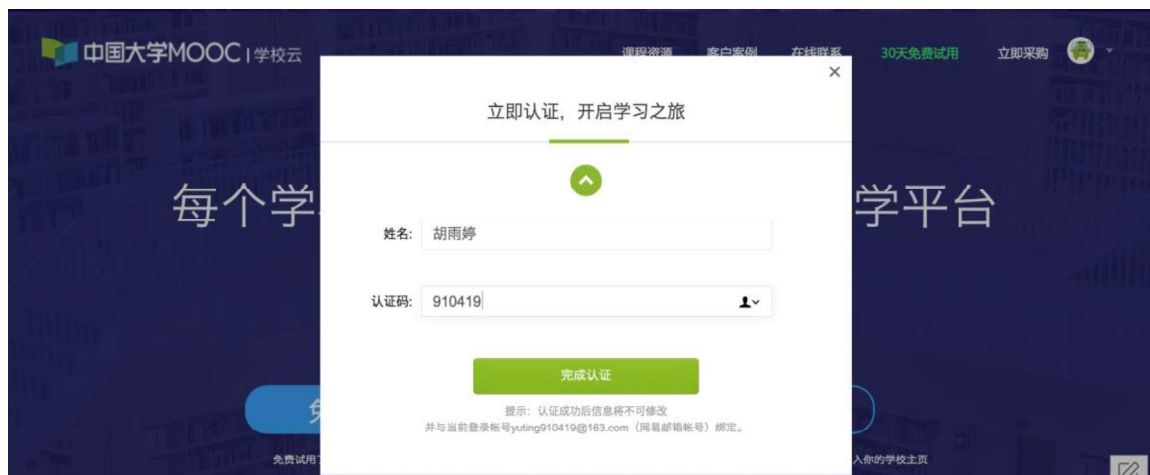 中国大学MOOC | 学校云
课程资源 客户案例 在线联系 30天免费试用 立即采购
立即认证，开启学习之旅
每个学
学平台
姓名: 胡雨婷
认证码: 910419
完成认证
提示：认证成功后信息将不可修改
并与当前登录帐号yuting910419@163.com（网易邮箱帐号）绑定。
免费试用
入你的学校主页